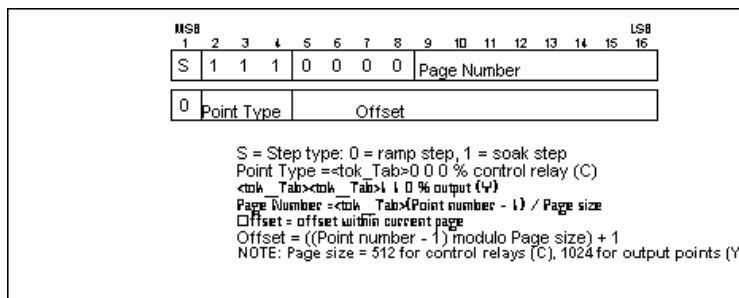 MSB LSB
1 2 3 4 5 6 7 8 9 10 11 12 13 14 15 16
S 1 1 1 0 0 0 0 Page Number
0 Point Type Offset
S = Step type: 0 = ramp step, 1 = soak step
Point Type =<tok_Tab>0 0 0 % control relay (C)
<tok_Tab><tok_Tab>1 1 0 % output (Y)
Page Number =<tok_Tab>(Point number - 1) / Page size
Offset = offset within current page
Offset = ((Point number - 1) modulo Page size) + 1
NOTE: Page size = 512 for control relays (C), 1024 for output points (Y